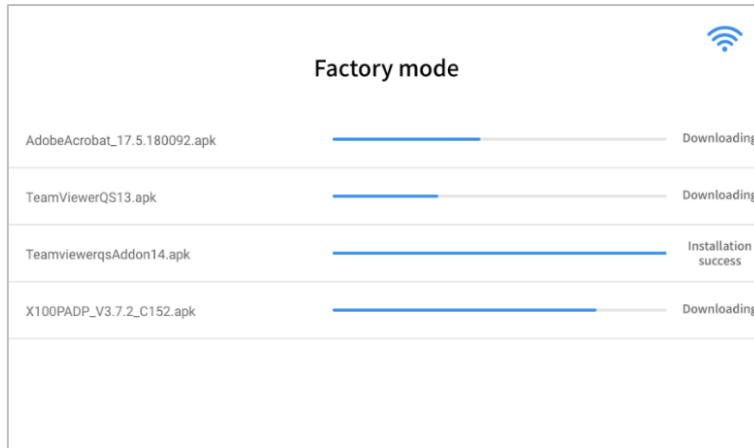 Factory mode
AdobeAcrobat_17.5.180092.apk
Downloading
TeamViewerQS13.apk
Downloading
TeamviewerqsAddon14.apk
Installation
success
X100PADP_V3.7.2_C152.apk
Downloading